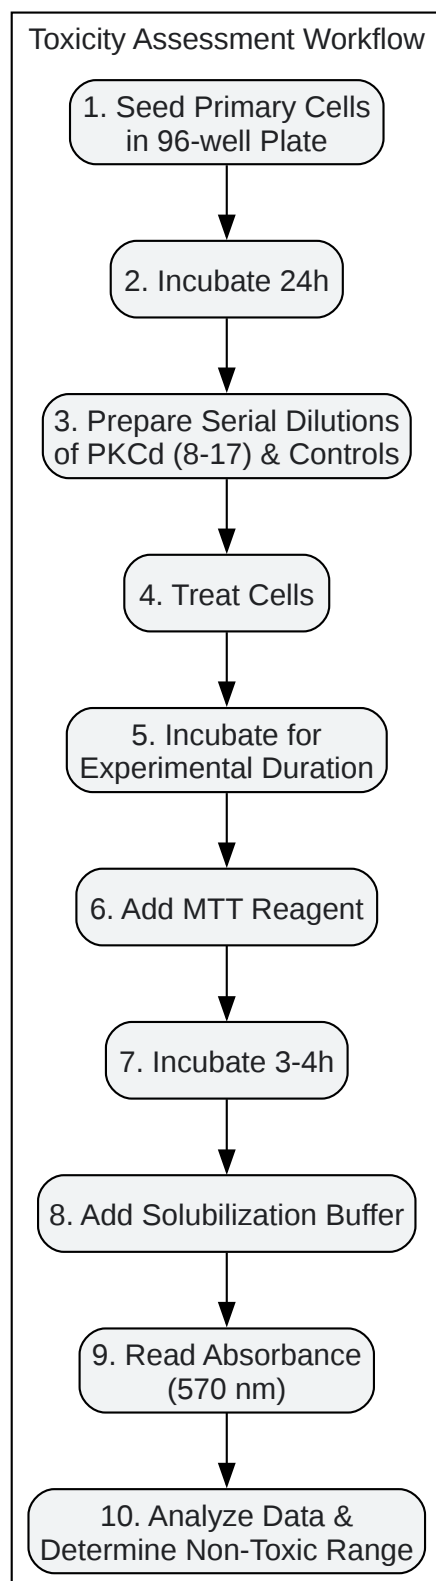 Toxicity Assessment Workflow
1. Seed Primary Cells
in 96-well Plate
2. Incubate 24h
3. Prepare Serial Dilutions
of PKCd (8-17) & Controls
4. Treat Cells
5. Incubate for
Experimental Duration
6. Add MTT Reagent
7. Incubate 3-4h
8. Add Solubilization Buffer
9. Read Absorbance
(570 nm)
10. Analyze Data &
Determine Non-Toxic Range